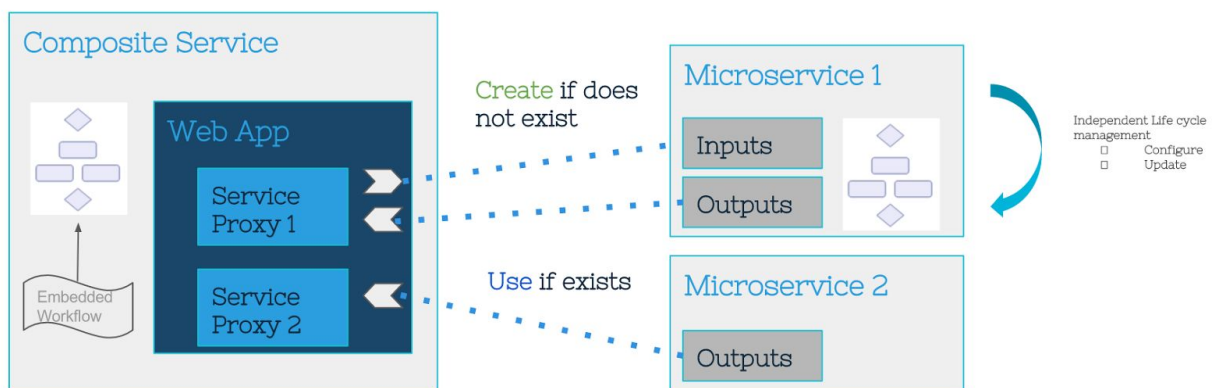 Composite Service
Embedded
Workflow
Web App
Service
Proxy 1
Service
Proxy 2
Create if does
not exist
Use if exists
Microservice 1
Inputs
Outputs
Microservice 2
Outputs
Independent Life cycle
management
Configure
Update